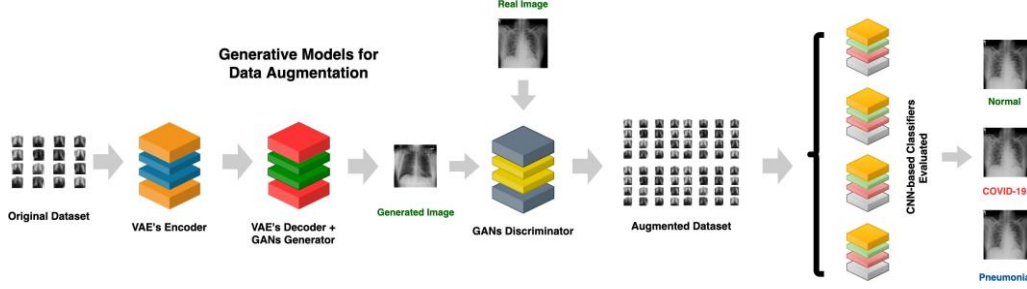 Real Image
Generative Models for
Data Augmentation
Original Dataset
VAE's Encoder
VAE's Decoder +
GANs Generator
Generated Image
GANs Discriminator
Augmented Dataset
CNN-based Classifiers
Evaluated
Normal
COVID-19
Pneumonia